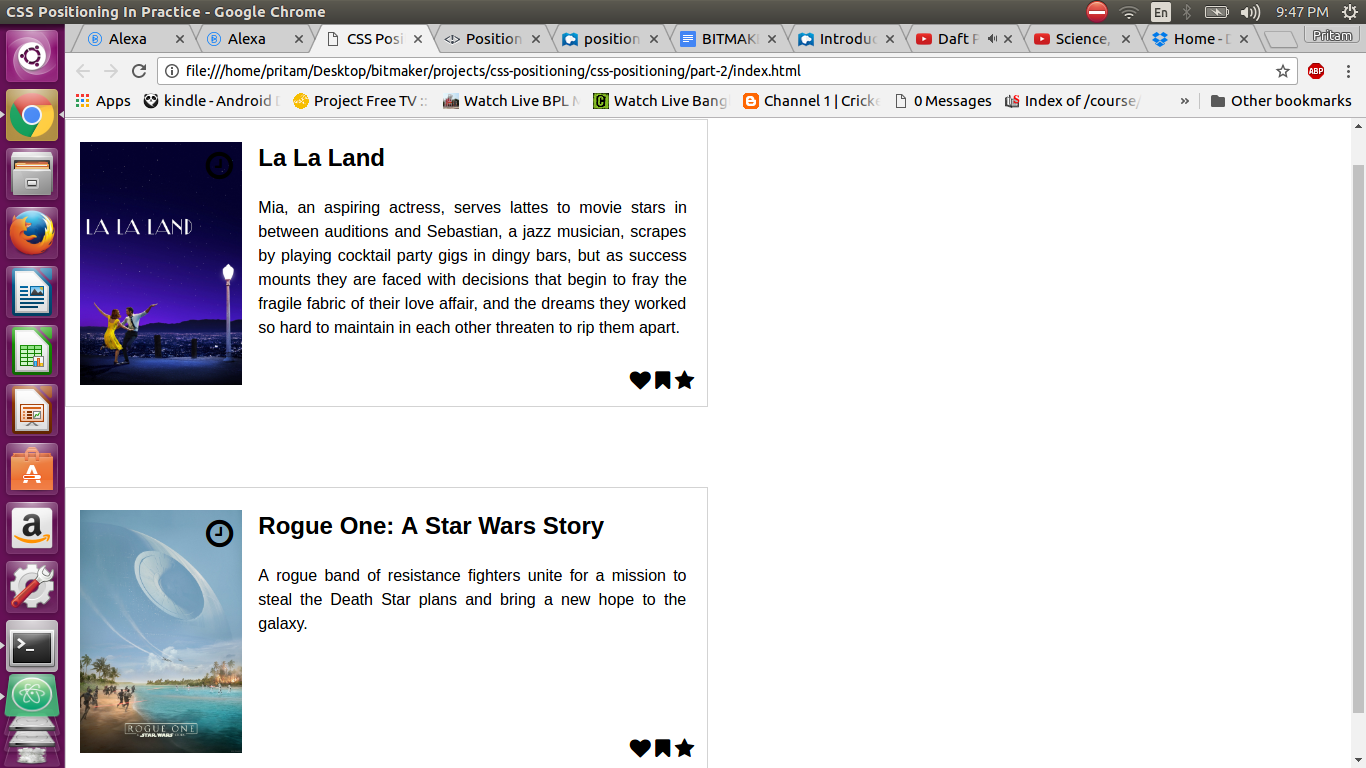 CSS Positioning In Practice - Google Chrome
En
9:47 PM
Alexa
Alexa
CSS Posi
Position
position
BITMAK
Introduc
Daft P
Science,
Home - D
Pritam
file:///home/pritam/Desktop/bitmaker/projects/css-positioning/css-positioning/part-2/index.html
ABP
Apps
kindle - Android D
Project Free TV ::
Watch Live BPL M
Watch Live Bangl
Channel 1 | Cricke
0 Messages
Index of /course/
»
Other bookmarks
LA LA LAND
La La Land
Mia, an aspiring actress, serves lattes to movie stars in
between auditions and Sebastian, a jazz musician, scrapes
by playing cocktail party gigs in dingy bars, but as success
mounts they are faced with decisions that begin to fray the
fragile fabric of their love affair, and the dreams they worked
so hard to maintain in each other threaten to rip them apart.
Rogue One: A Star Wars Story
A rogue band of resistance fighters unite for a mission to
steal the Death Star plans and bring a new hope to the
galaxy.
ROGUE ONE
A STAR WARS STORY